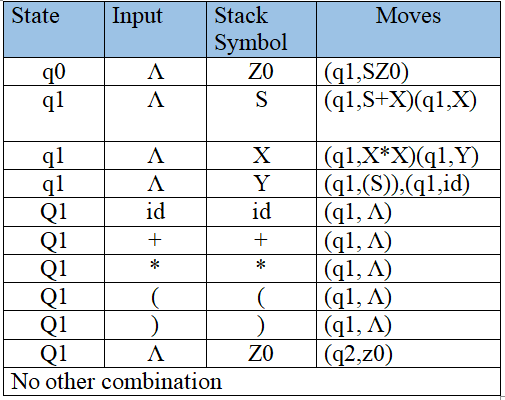 State Input Stack Symbol Moves
q0 Λ Z0 (q1,SZ0)
q1 Λ S (q1,S+X)(q1,X)
q1 Λ X (q1,X*X)(q1,Y)
q1 Λ Y (q1,(S)),(q1,id)
Q1 id id (q1, Λ)
Q1 + + (q1, Λ)
Q1 * * (q1, Λ)
Q1 ( ( (q1, Λ)
Q1 ) ) (q1, Λ)
Q1 Λ Z0 (q2,z0)
No other combination